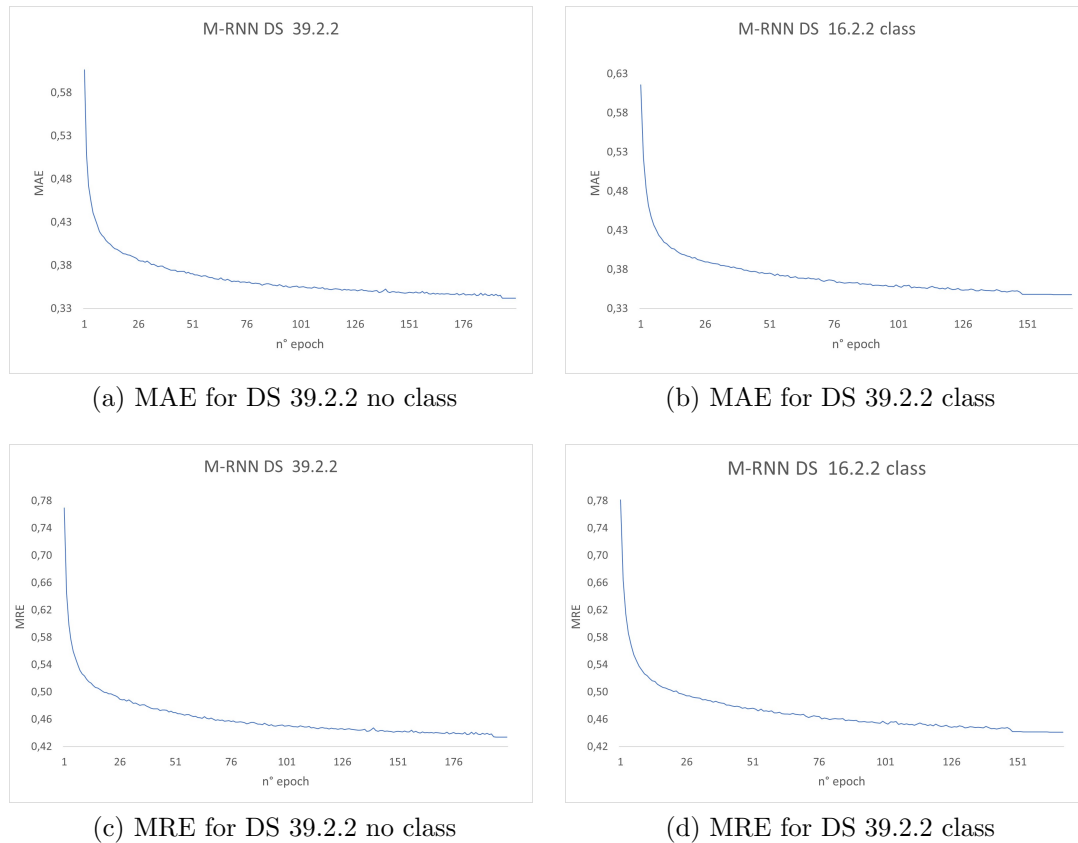 M-RNN DS 39.2.2
0,58
0,53
0,48
0,43
0,38
0,33
MAE
1 26 51 76 101 126 151 176
n° epoch
(a) MAE for DS 39.2.2 no class
M-RNN DS 16.2.2 class
0,63
0,58
0,53
0,48
0,43
0,38
0,33
MAE
1 26 51 76 101 126 151
n° epoch
(b) MAE for DS 39.2.2 class
M-RNN DS 39.2.2
0,78
0,74
0,70
0,66
0,62
0,58
0,54
0,50
0,46
0,42
MRE
1 26 51 76 101 126 151 176
n° epoch
(c) MRE for DS 39.2.2 no class
M-RNN DS 16.2.2 class
0,78
0,74
0,70
0,66
0,62
0,58
0,54
0,50
0,46
0,42
MRE
1 26 51 76 101 126 151
n° epoch
(d) MRE for DS 39.2.2 class